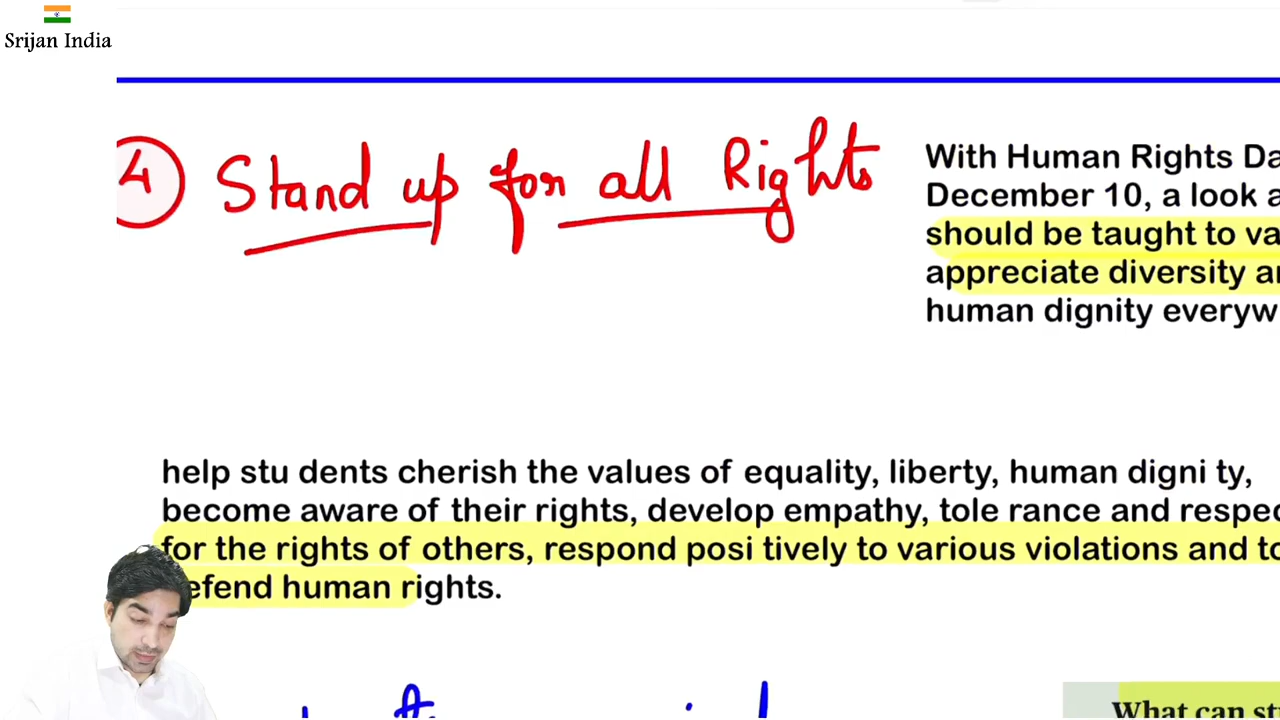 Srijan India
4 Stand up for all Rights
With Human Rights Da
December 10, a look a
should be taught to va
appreciate diversity a
human dignity everyw
help stu dents cherish the values of equality, liberty, human digni ty,
become aware of their rights, develop empathy, tole rance and respec
for the rights of others, respond posi tively to various violations and to
efend human rights.
What can st